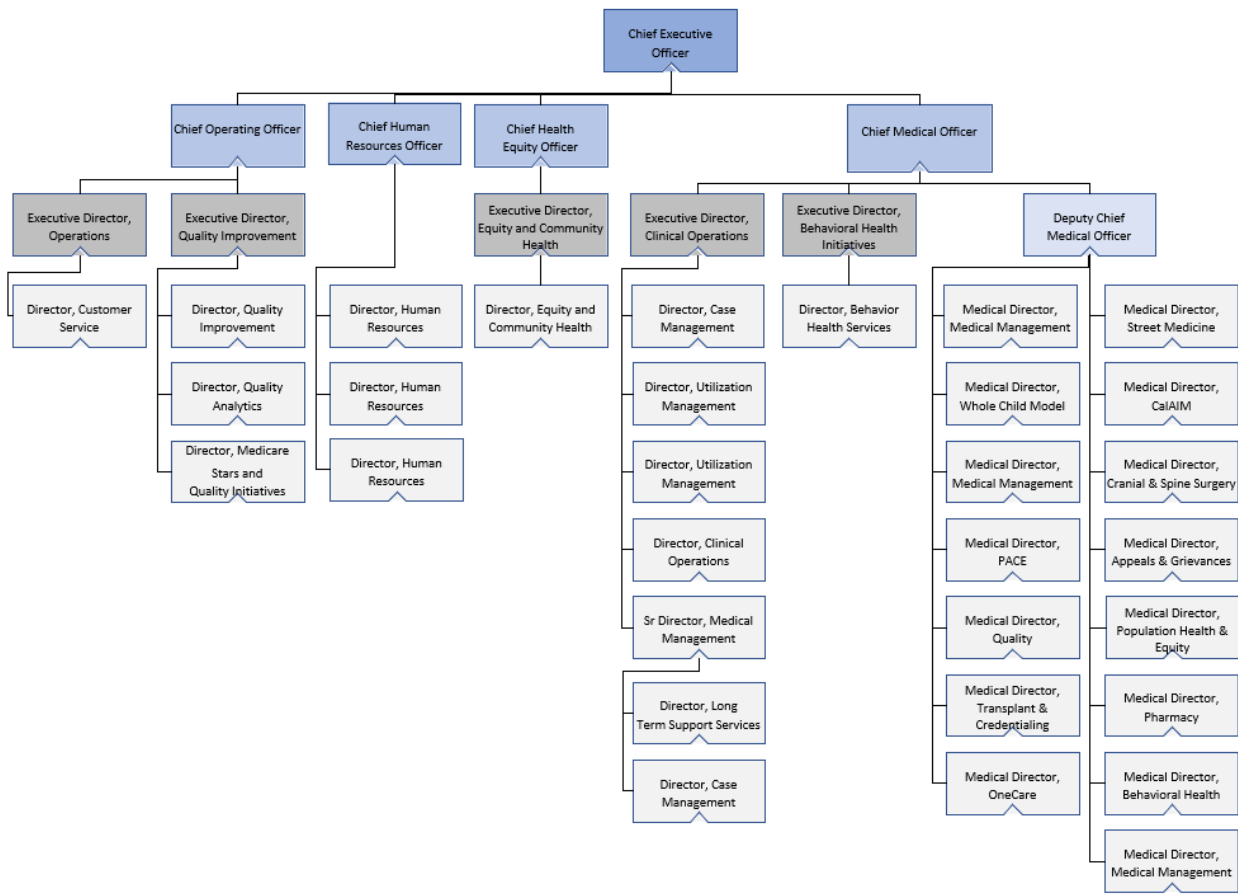 Chief Executive
Officer
Chief Operating Officer
Chief Human
Resources Officer
Chief Health
Equity Officer
Chief Medical Officer
Executive Director,
Operations
Executive Director,
Quality Improvement
Executive Director,
Equity and Community
Health
Executive Director,
Clinical Operations
Executive Director,
Behavioral Health
Initiatives
Deputy Chief
Medical Officer
Director, Customer
Service
Director, Quality
Improvement
Director, Human
Resources
Director, Equity and
Community Health
Director, Case
Management
Director, Behavior
Health Services
Medical Director,
Medical Management
Medical Director,
Street Medicine
Director, Quality
Analytics
Director, Human
Resources
Director, Utilization
Management
Medical Director,
Whole Child Model
Medical Director,
CalAIM
Director, Medicare
Stars and
Quality Initiatives
Director, Human
Resources
Director, Utilization
Management
Medical Director,
Medical Management
Medical Director,
Cranial & Spine Surgery
Director, Clinical
Operations
Medical Director,
PACE
Medical Director,
Appeals & Grievances
Sr Director, Medical
Management
Medical Director,
Quality
Medical Director,
Population Health &
Equity
Director, Long
Term Support Services
Medical Director,
Transplant &
Credentialing
Medical Director,
Pharmacy
Director, Case
Management
Medical Director,
OneCare
Medical Director,
Behavioral Health
Medical Director,
Medical Management